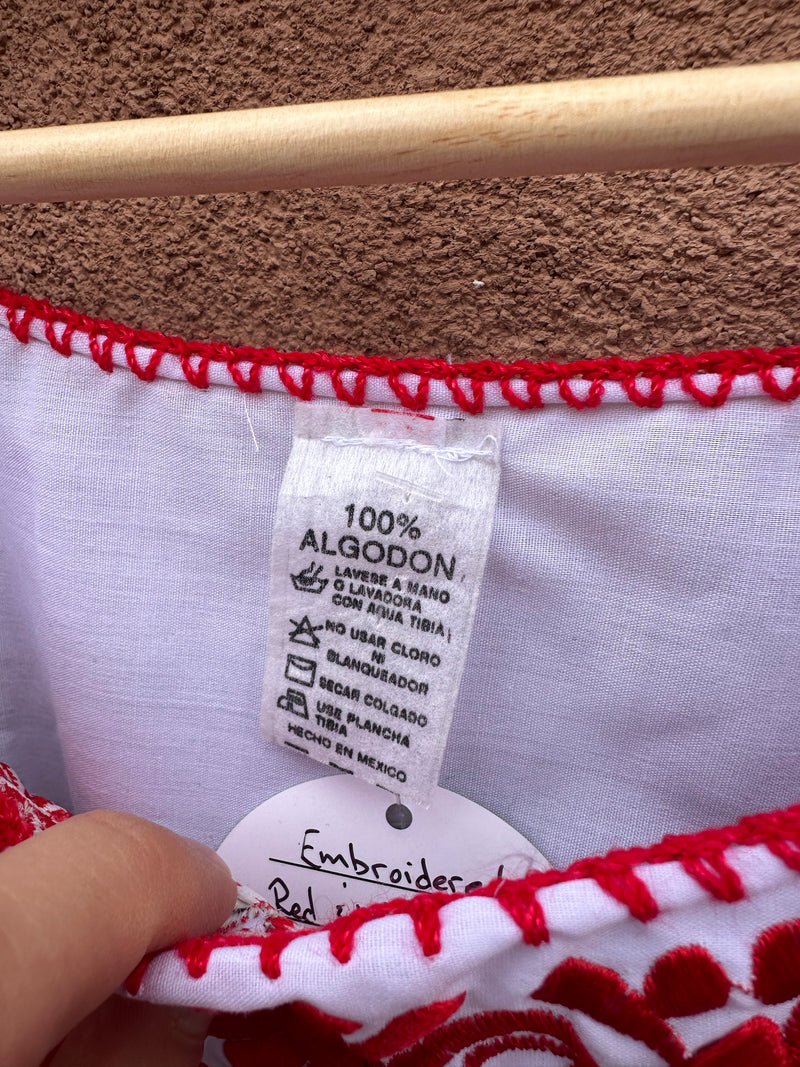 100%
ALGODON
LAVESE A MANO
O LAVADORA
CON AGUA TIBIA
NO USAR CLORO
NI
BLANQUEADOR
SECAR COLGADO
USE PLANCHA
TIBIA
HECHO EN MEXICO
Embroidered
Red